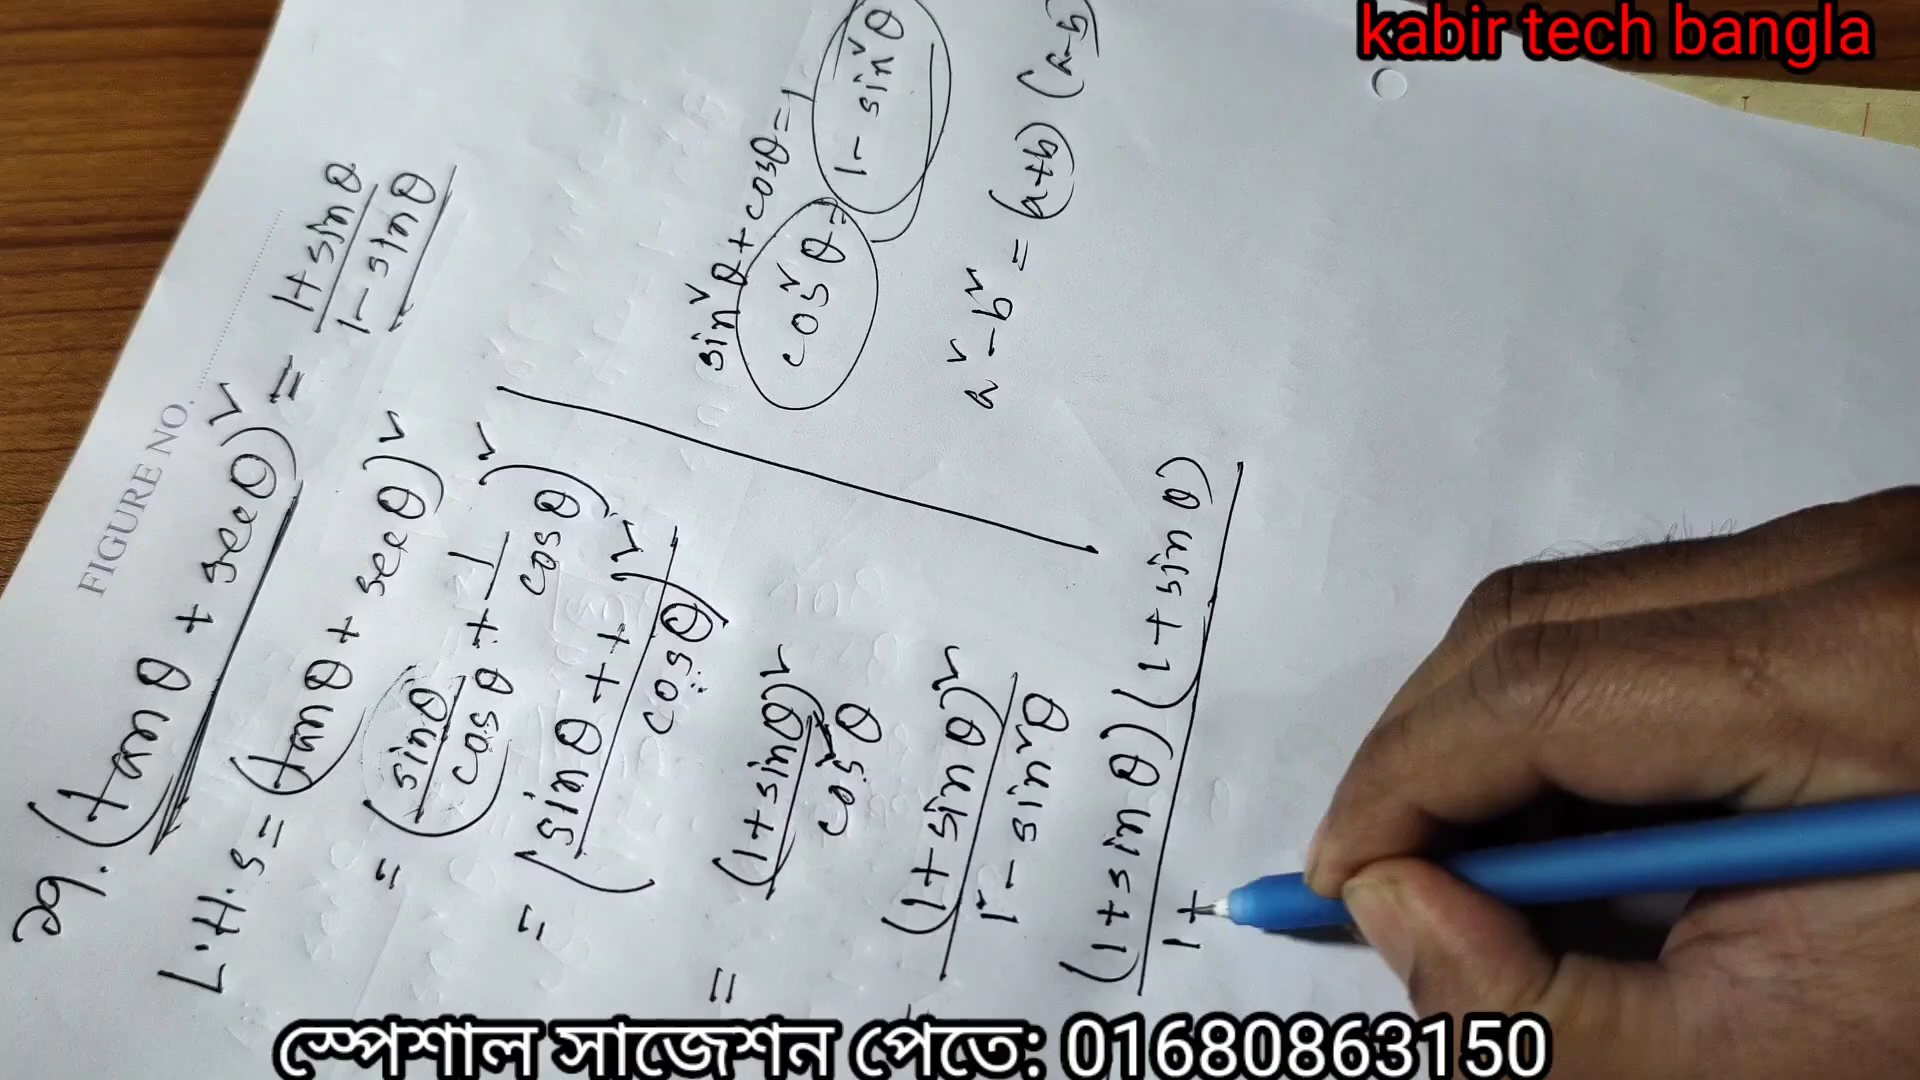 kabir tech bangla
FIGURE NO.
২৭. (tanθ + secθ)² = 1+sinθ / 1-sinθ
L.H.S = (tanθ + secθ)²
= (sinθ/cosθ + 1/cosθ)²
= (sinθ + 1 / cosθ)²
= (1+sinθ)² / cos²θ
= (1+sinθ)² / 1² - sin²θ
(1+sinθ)(1+sinθ) / 1+
sin²θ + cos²θ = 1
cos²θ = 1 - sin²θ
a² - b² = (a+b)(a-b)
স্পেশাল সাজেশন পেতে: 01680863150